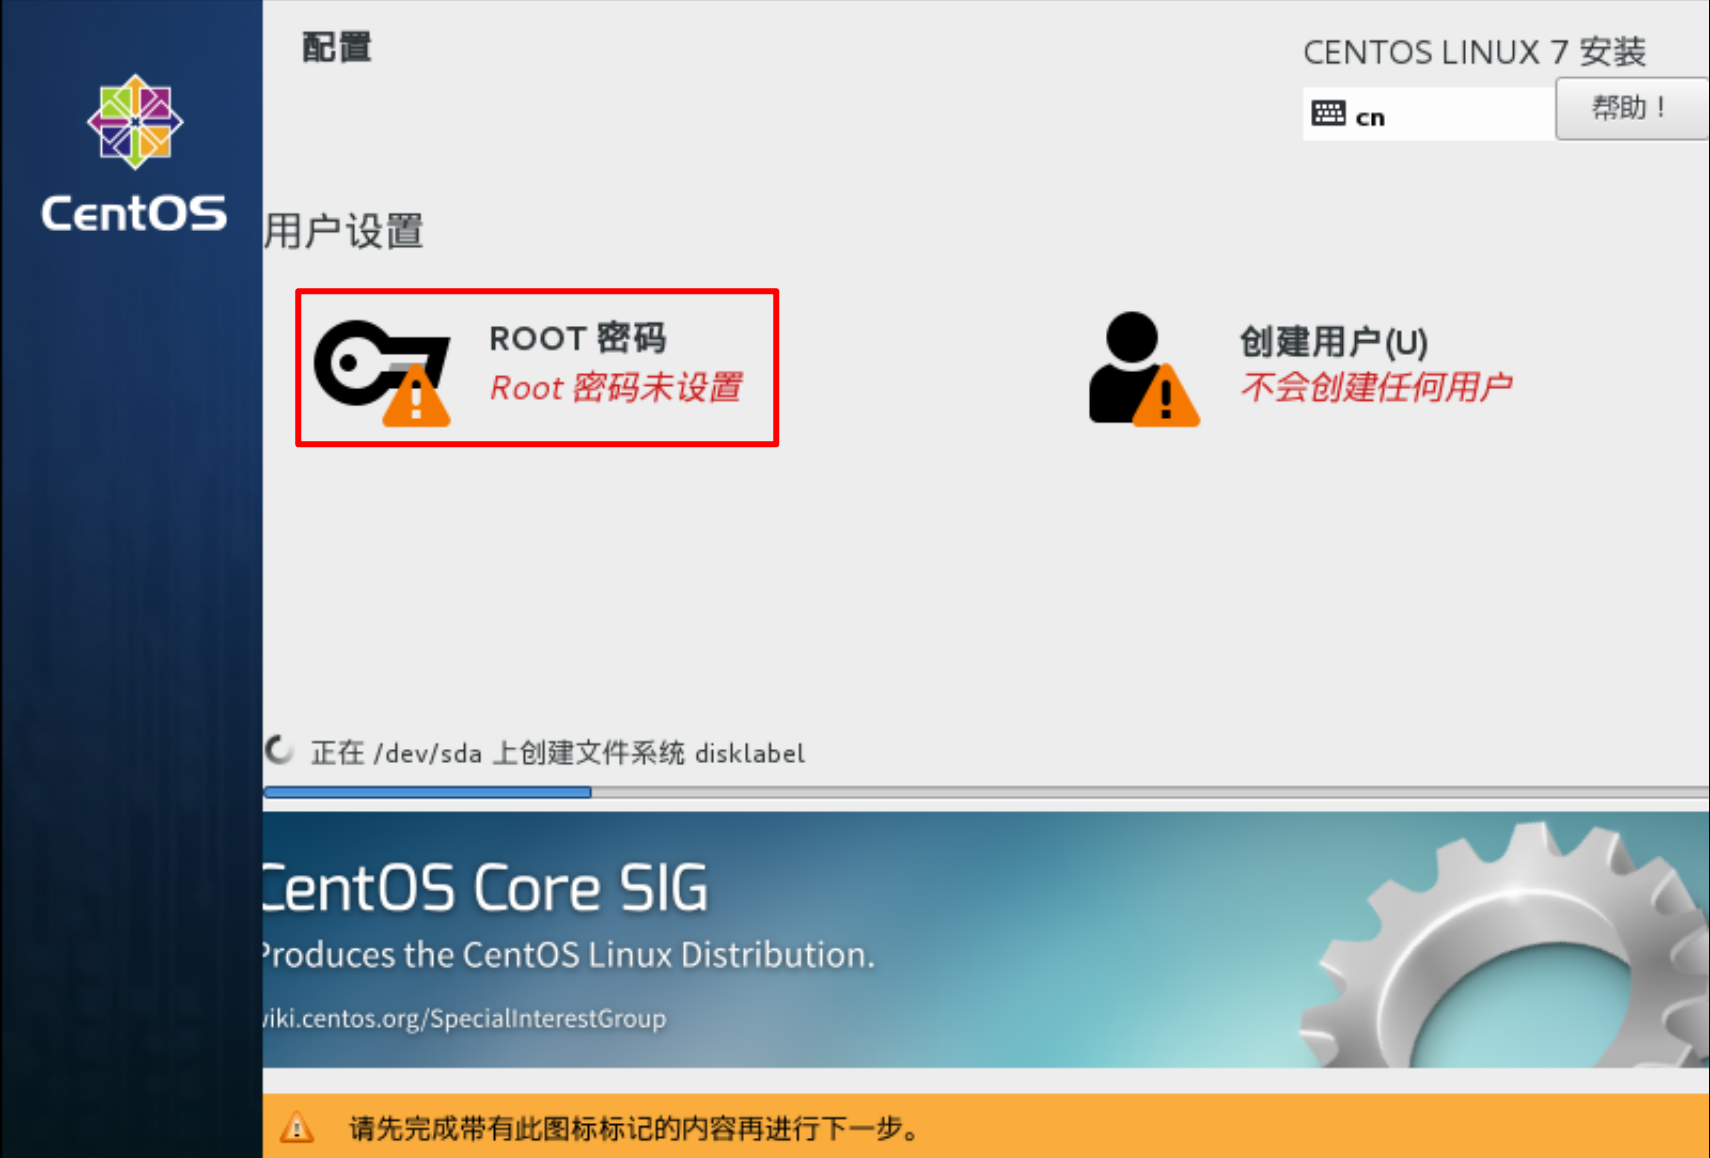 配置
CENTOS LINUX 7 安装
cn
帮助！
CentOS
用户设置
ROOT 密码
Root 密码未设置
创建用户(U)
不会创建任何用户
正在 /dev/sda 上创建文件系统 disklabel
CentOS Core SIG
Produces the CentOS Linux Distribution.
wiki.centos.org/SpecialInterestGroup
请先完成带有此图标标记的内容再进行下一步。